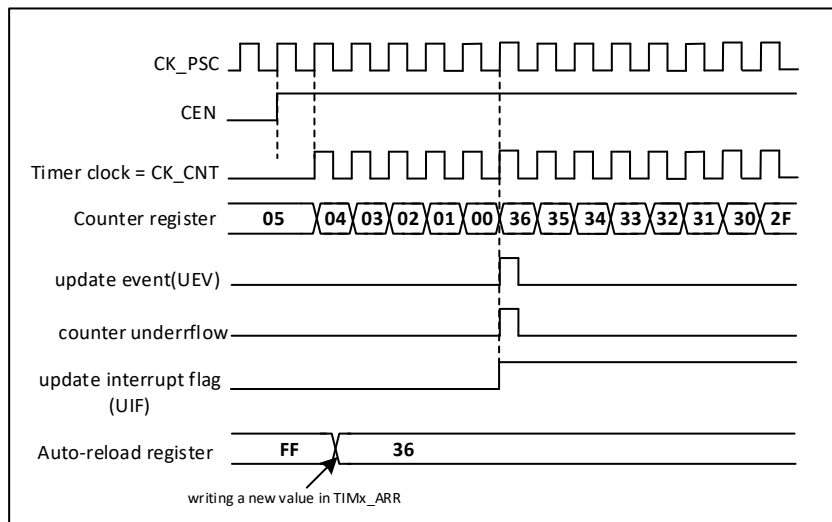 CK_PSC
CEN
Timer clock = CK_CNT
Counter register 05 04 03 02 01 00 36 35 34 33 32 31 30 2F
update event(UEV)
counter underrflow
update interrupt flag
(UIF)
Auto-reload register FF 36
writing a new value in TIMx_ARR